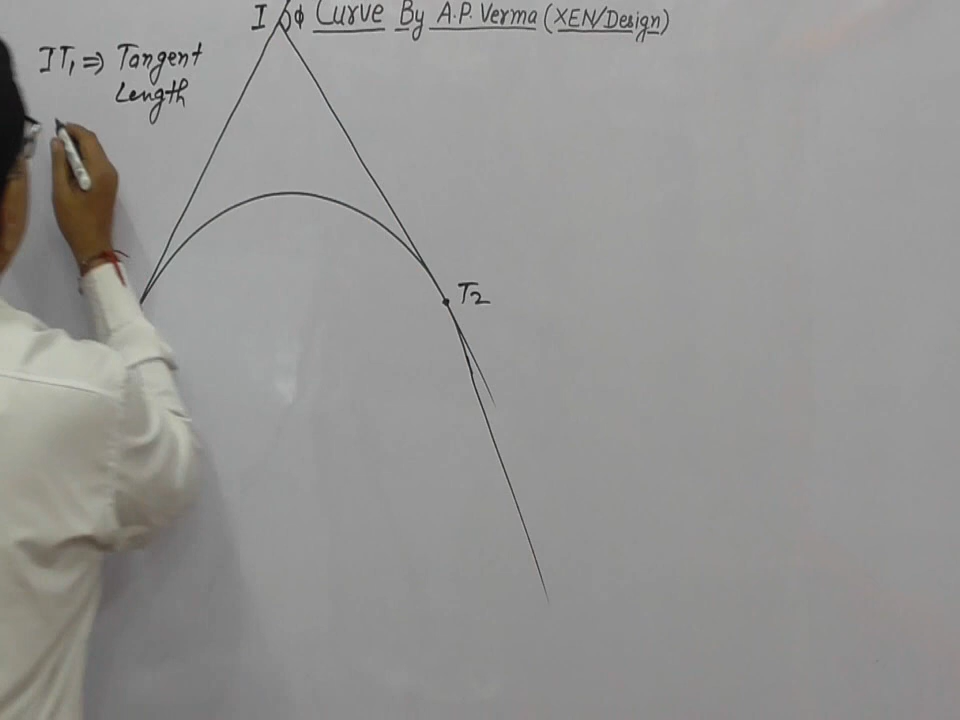 I φ Curve By A.P. Verma (XEN/Design)
IT₁ ⇒ Tangent
Length
T₂